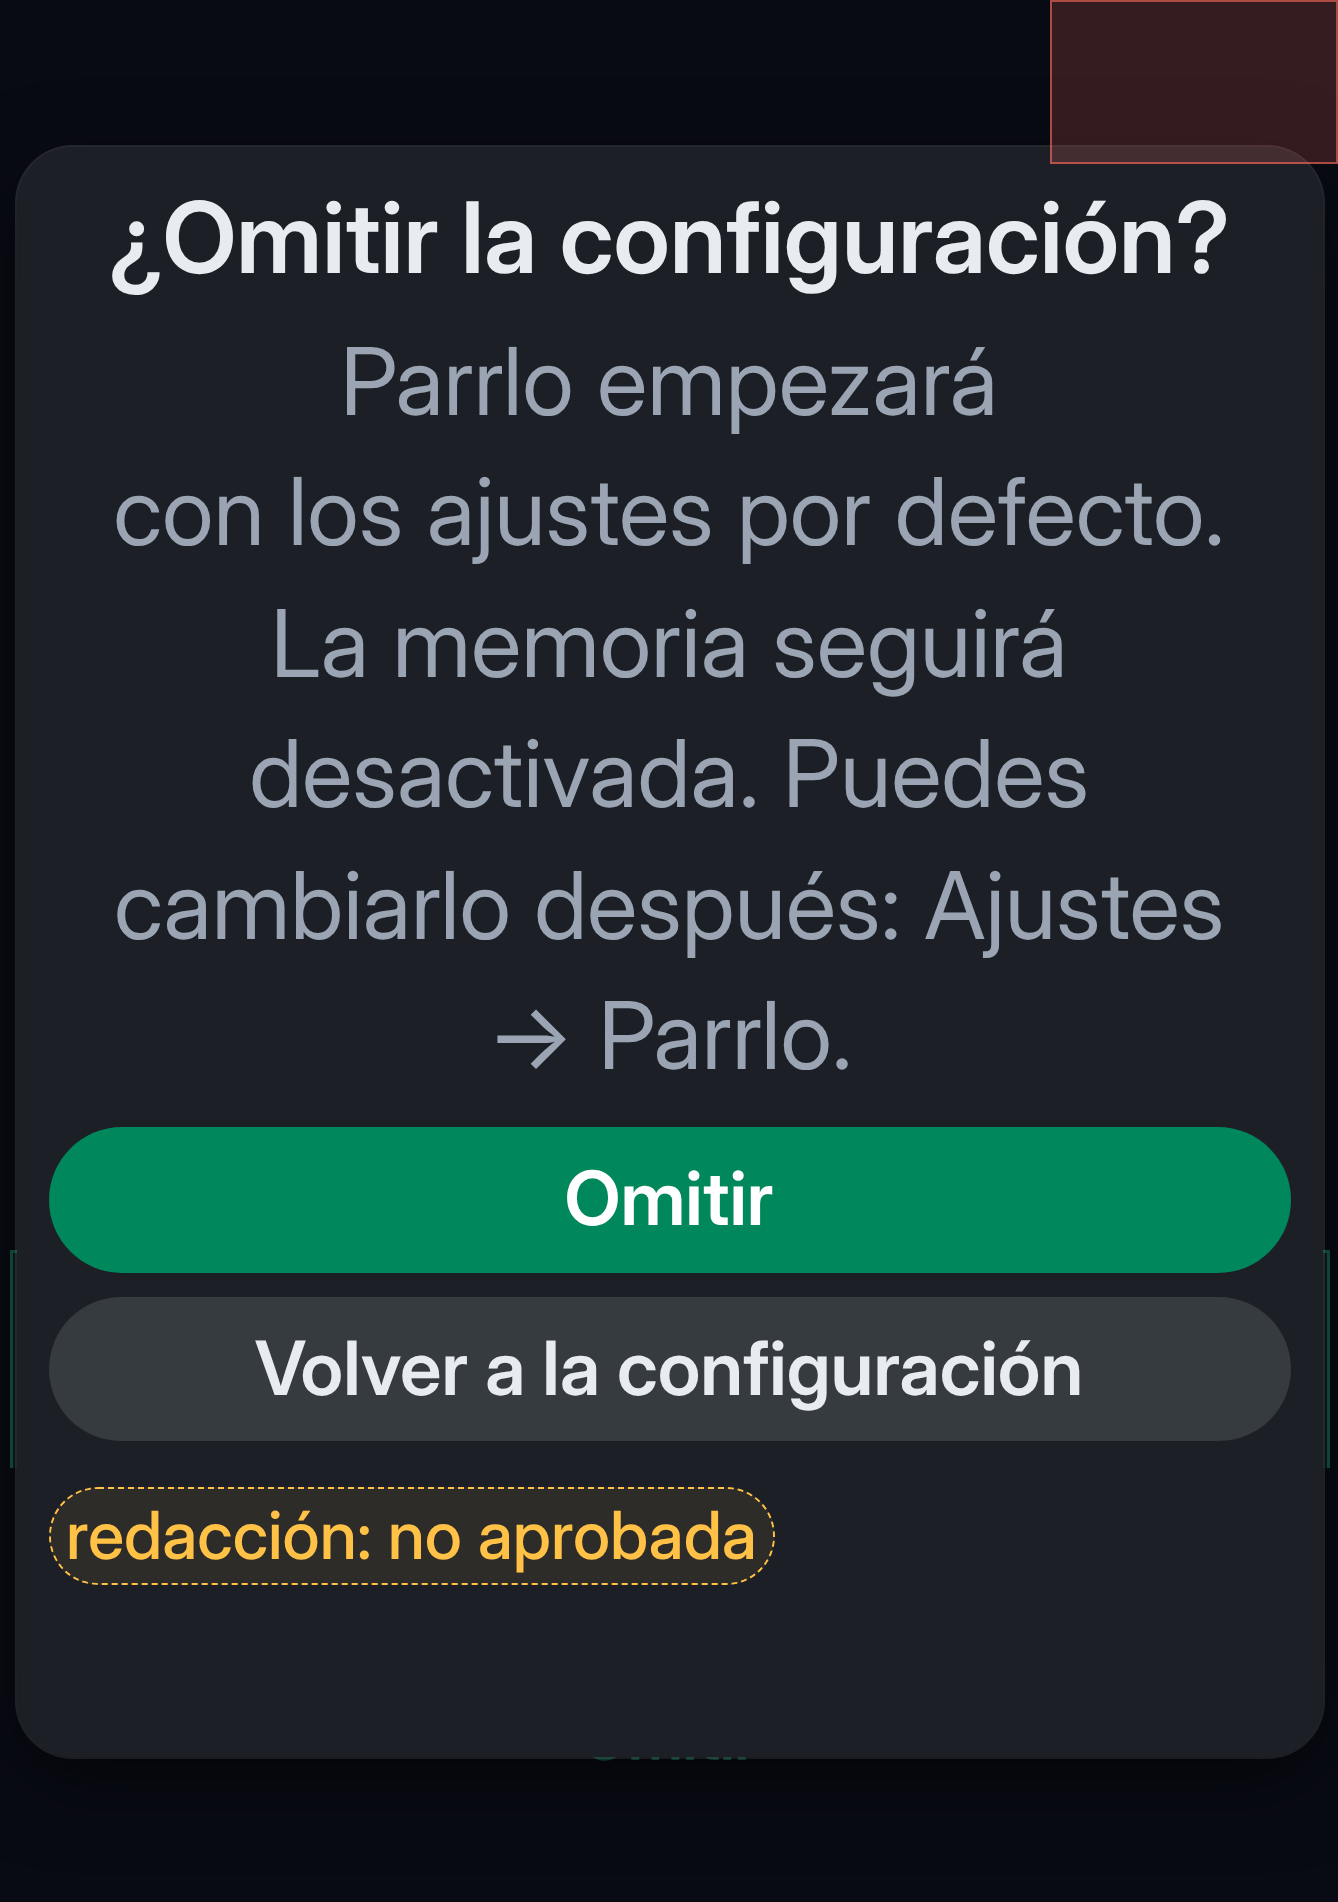 ¿Omitir la configuración?
Parrlo empezará
con los ajustes por defecto.
La memoria seguirá
desactivada. Puedes
cambiarlo después: Ajustes
→ Parrlo.
Omitir
Volver a la configuración
redacción: no aprobada